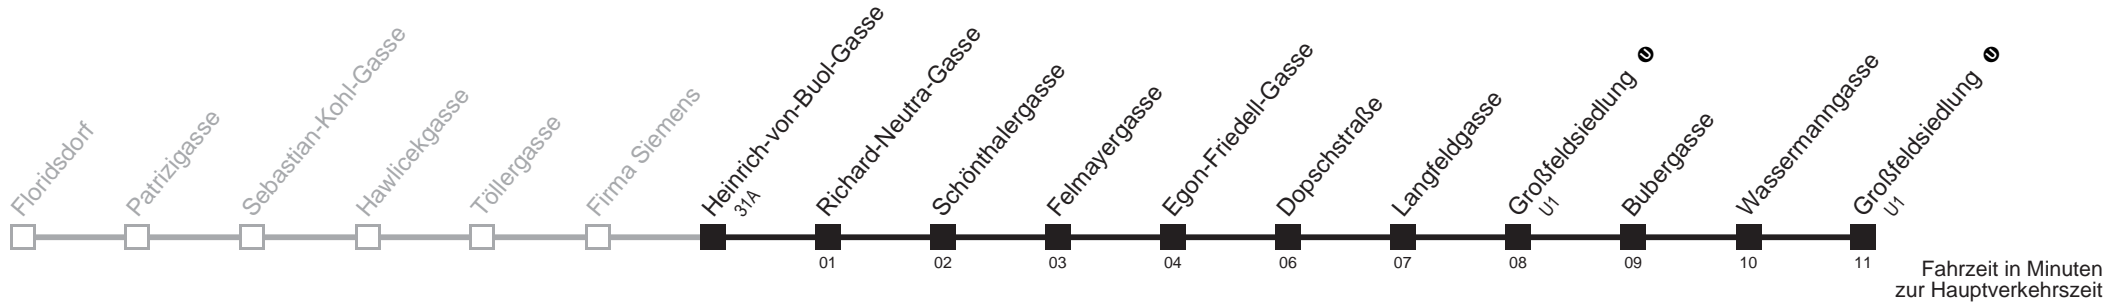 Floridsdorf
Patrizigasse
Sebastian-Kohl-Gasse
Hawlicekgasse
Töllergasse
Firma Siemens
Heinrich-von-Buol-Gasse
31A
Richard-Neutra-Gasse
Schönthalergasse
Felmayergasse
Egon-Friedell-Gasse
Dopschstraße
Langfeldgasse
Großfeldsiedlung U
U1
Bubergasse
Wassermanngasse
Großfeldsiedlung U
U1
01 02 03 04 06 07 08 09 10 11
Fahrzeit in Minuten
zur Hauptverkehrszeit